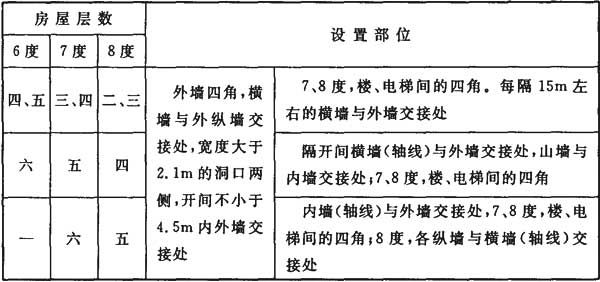 房屋层数
设置部位
6度 7度 8度
四、五 三、四 二、三
外墙四角,横
墙与外纵墙交
接处,宽度大于
2.1m的洞口两
侧,开间不小于
4.5m内外墙交
接处
7、8度,楼、电梯间的四角。每隔15m左
右的横墙与外墙交接处
六 五 四
隔开间横墙(轴线)与外墙交接处,山墙与
内墙交接处;7、8度,楼、电梯间的四角
一 六 五
内墙(轴线)与外墙交接处,7、8度,楼、电
梯间的四角;8度,各纵墙与横墙(轴线)交
接处